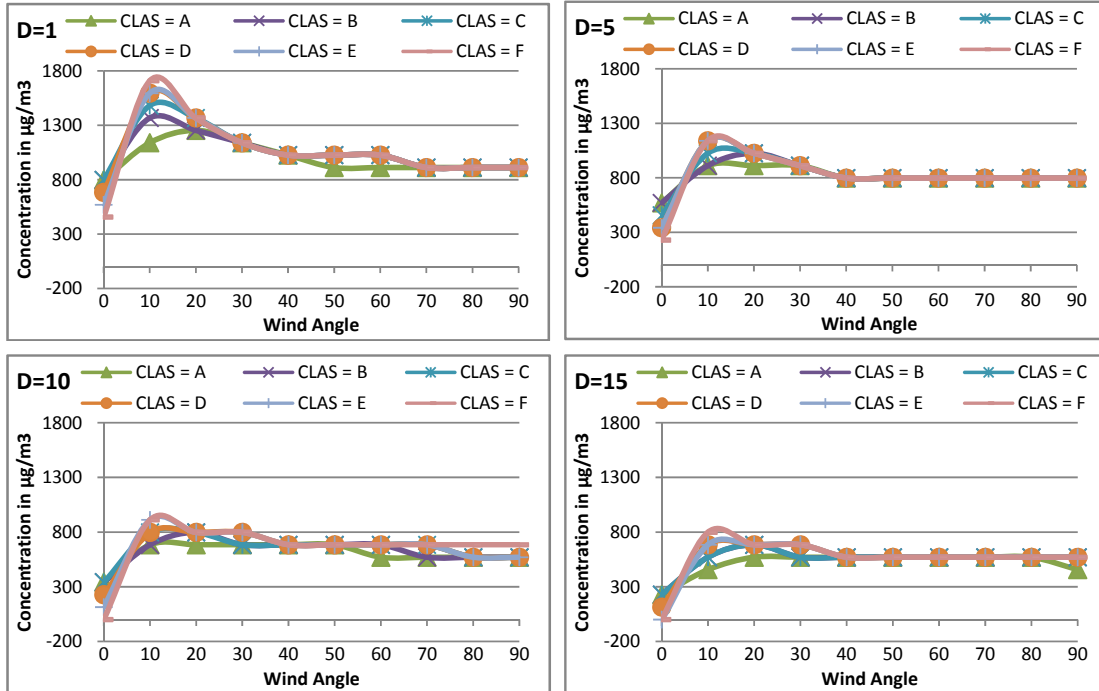 D=1
CLAS = A CLAS = B CLAS = C
CLAS = D CLAS = E CLAS = F
Concentration in µg/m3
1800
1300
800
300
-200
0 10 20 30 40 50 60 70 80 90
Wind Angle
D=5
CLAS = A CLAS = B CLAS = C
CLAS = D CLAS = E CLAS = F
Concentration in µg/m3
1800
1300
800
300
-200
0 10 20 30 40 50 60 70 80 90
Wind Angle
D=10
CLAS = A CLAS = B CLAS = C
CLAS = D CLAS = E CLAS = F
Concentration in µg/m3
1800
1300
800
300
-200
0 10 20 30 40 50 60 70 80 90
Wind Angle
D=15
CLAS = A CLAS = B CLAS = C
CLAS = D CLAS = E CLAS = F
Concentration in µg/m3
1800
1300
800
300
-200
0 10 20 30 40 50 60 70 80 90
Wind Angle